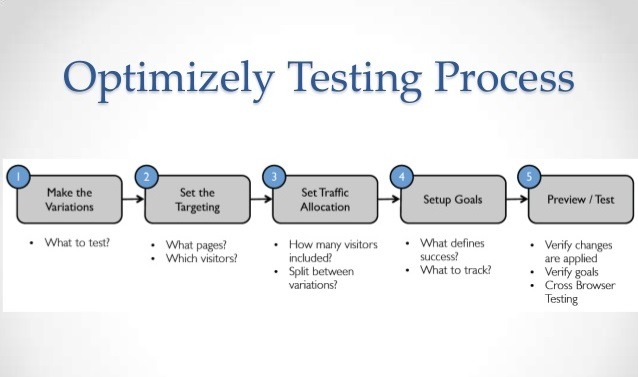 Optimizely Testing Process
1
Make the
Variations
• What to test?
2
Set the
Targeting
• What pages?
• Which visitors?
3
Set Traffic
Allocation
• How many visitors
included?
• Split between
variations?
4
Setup Goals
• What defines
success?
• What to track?
5
Preview / Test
• Verify changes
are applied
• Verify goals
• Cross Browser
Testing